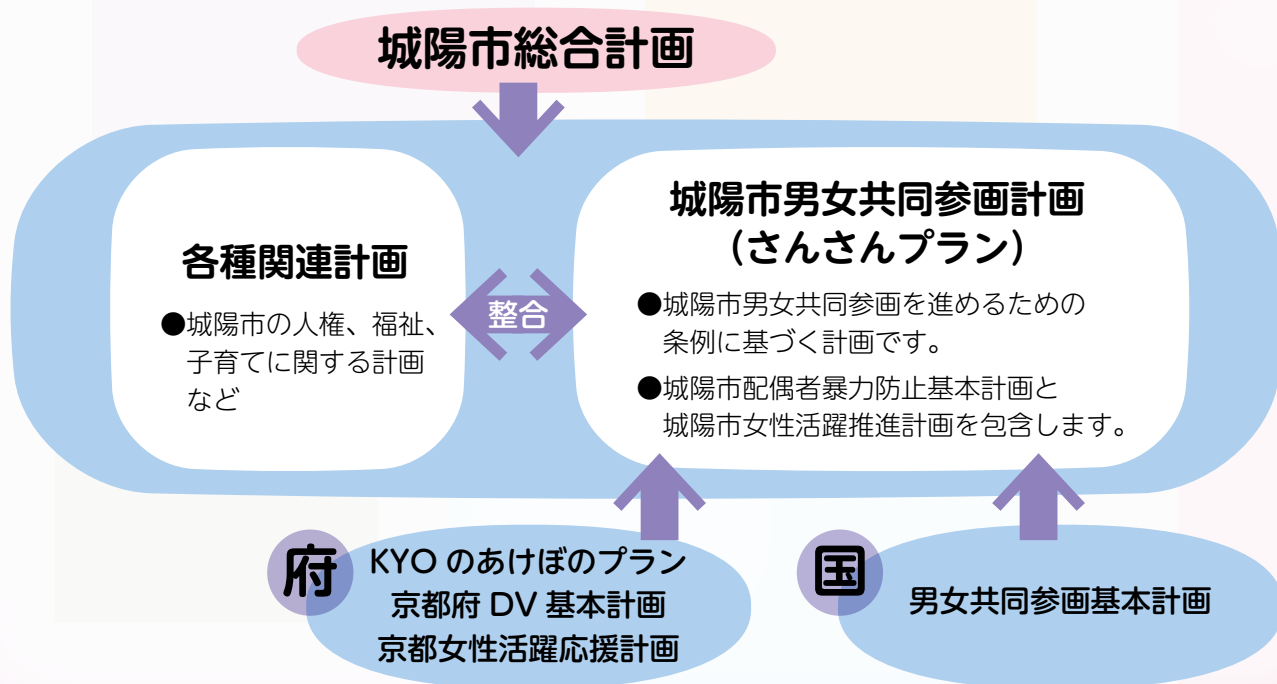 城陽市総合計画
各種関連計画
●城陽市の人権、福祉、
子育てに関する計画
など
整合
城陽市男女共同参画計画
（さんさんプラン）
●城陽市男女共同参画を進めるための
条例に基づく計画です。
●城陽市配偶者暴力防止基本計画と
城陽市女性活躍推進計画を包含します。
府
KYO のあけぼのプラン
京都府 DV 基本計画
京都女性活躍応援計画
国
男女共同参画基本計画